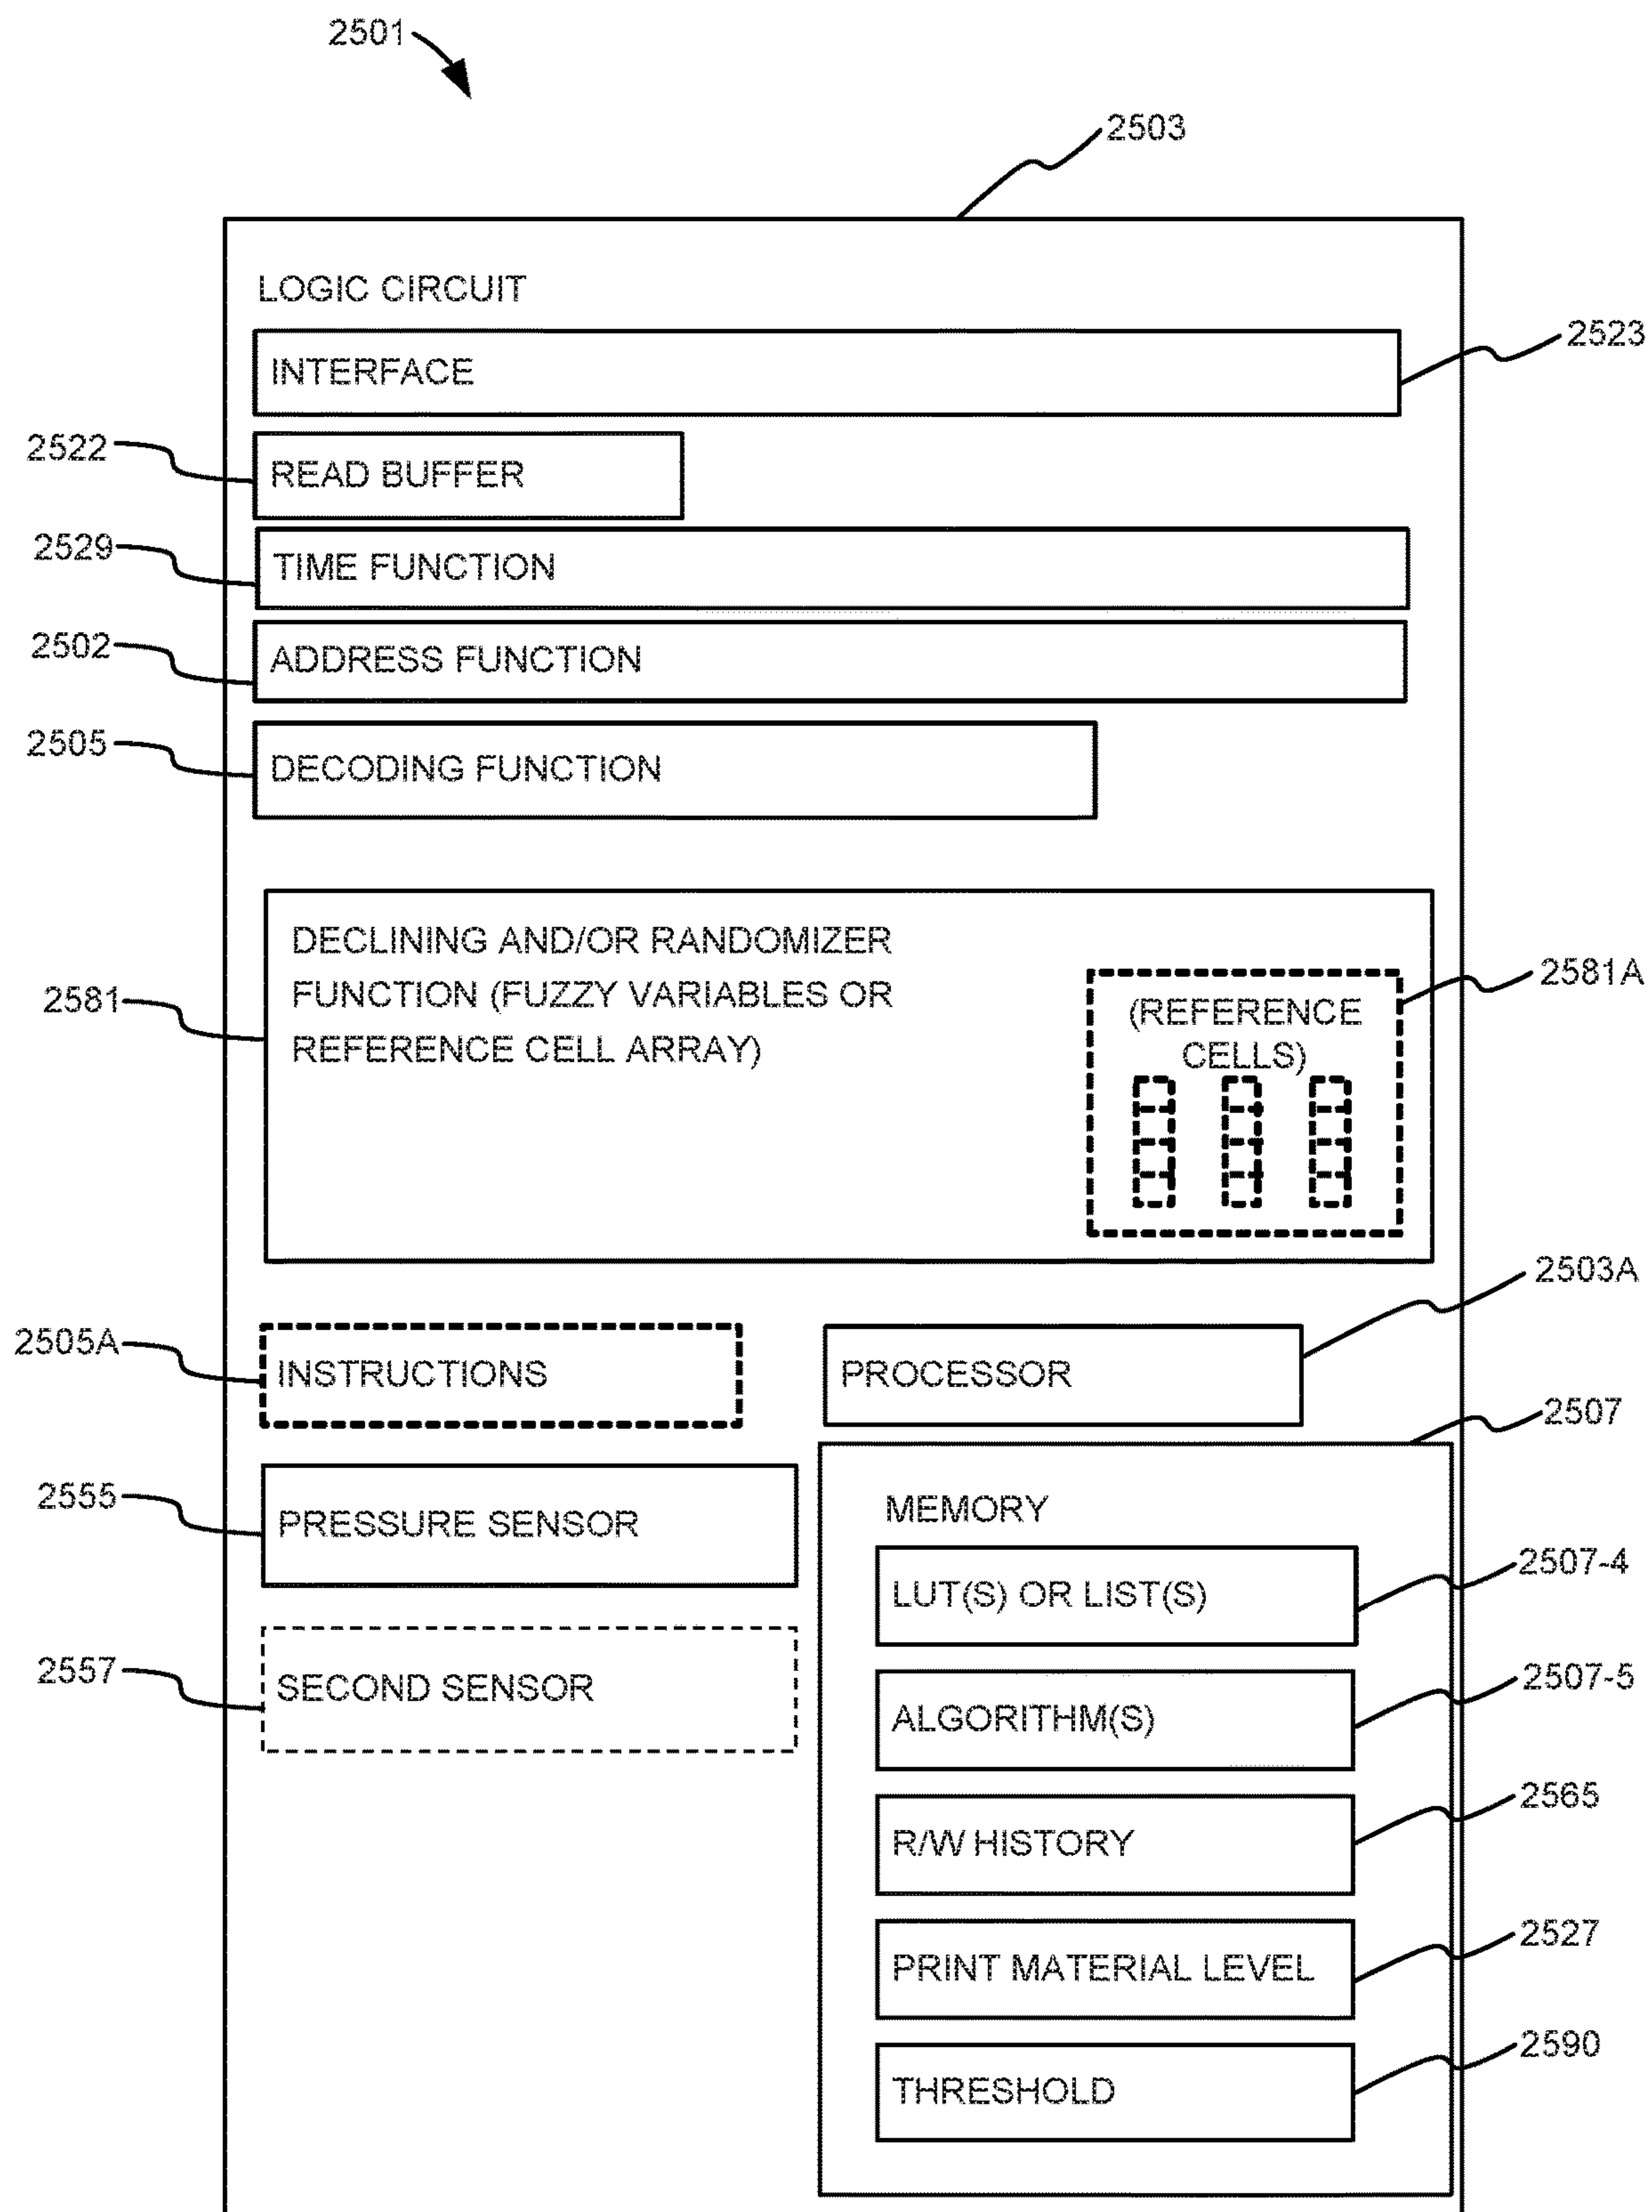 2501
2503
LOGIC CIRCUIT
INTERFACE
2523
2522
READ BUFFER
2529
TIME FUNCTION
2502
ADDRESS FUNCTION
2505
DECODING FUNCTION
2581
DECLINING AND/OR RANDOMIZER
FUNCTION (FUZZY VARIABLES OR
REFERENCE CELL ARRAY)
(REFERENCE
CELLS)
2581A
2505A
INSTRUCTIONS
PROCESSOR
2503A
2507
2555
PRESSURE SENSOR
2557
SECOND SENSOR
MEMORY
LUT(S) OR LIST(S)
2507-4
ALGORITHM(S)
2507-5
R/W HISTORY
2565
PRINT MATERIAL LEVEL
2527
THRESHOLD
2590